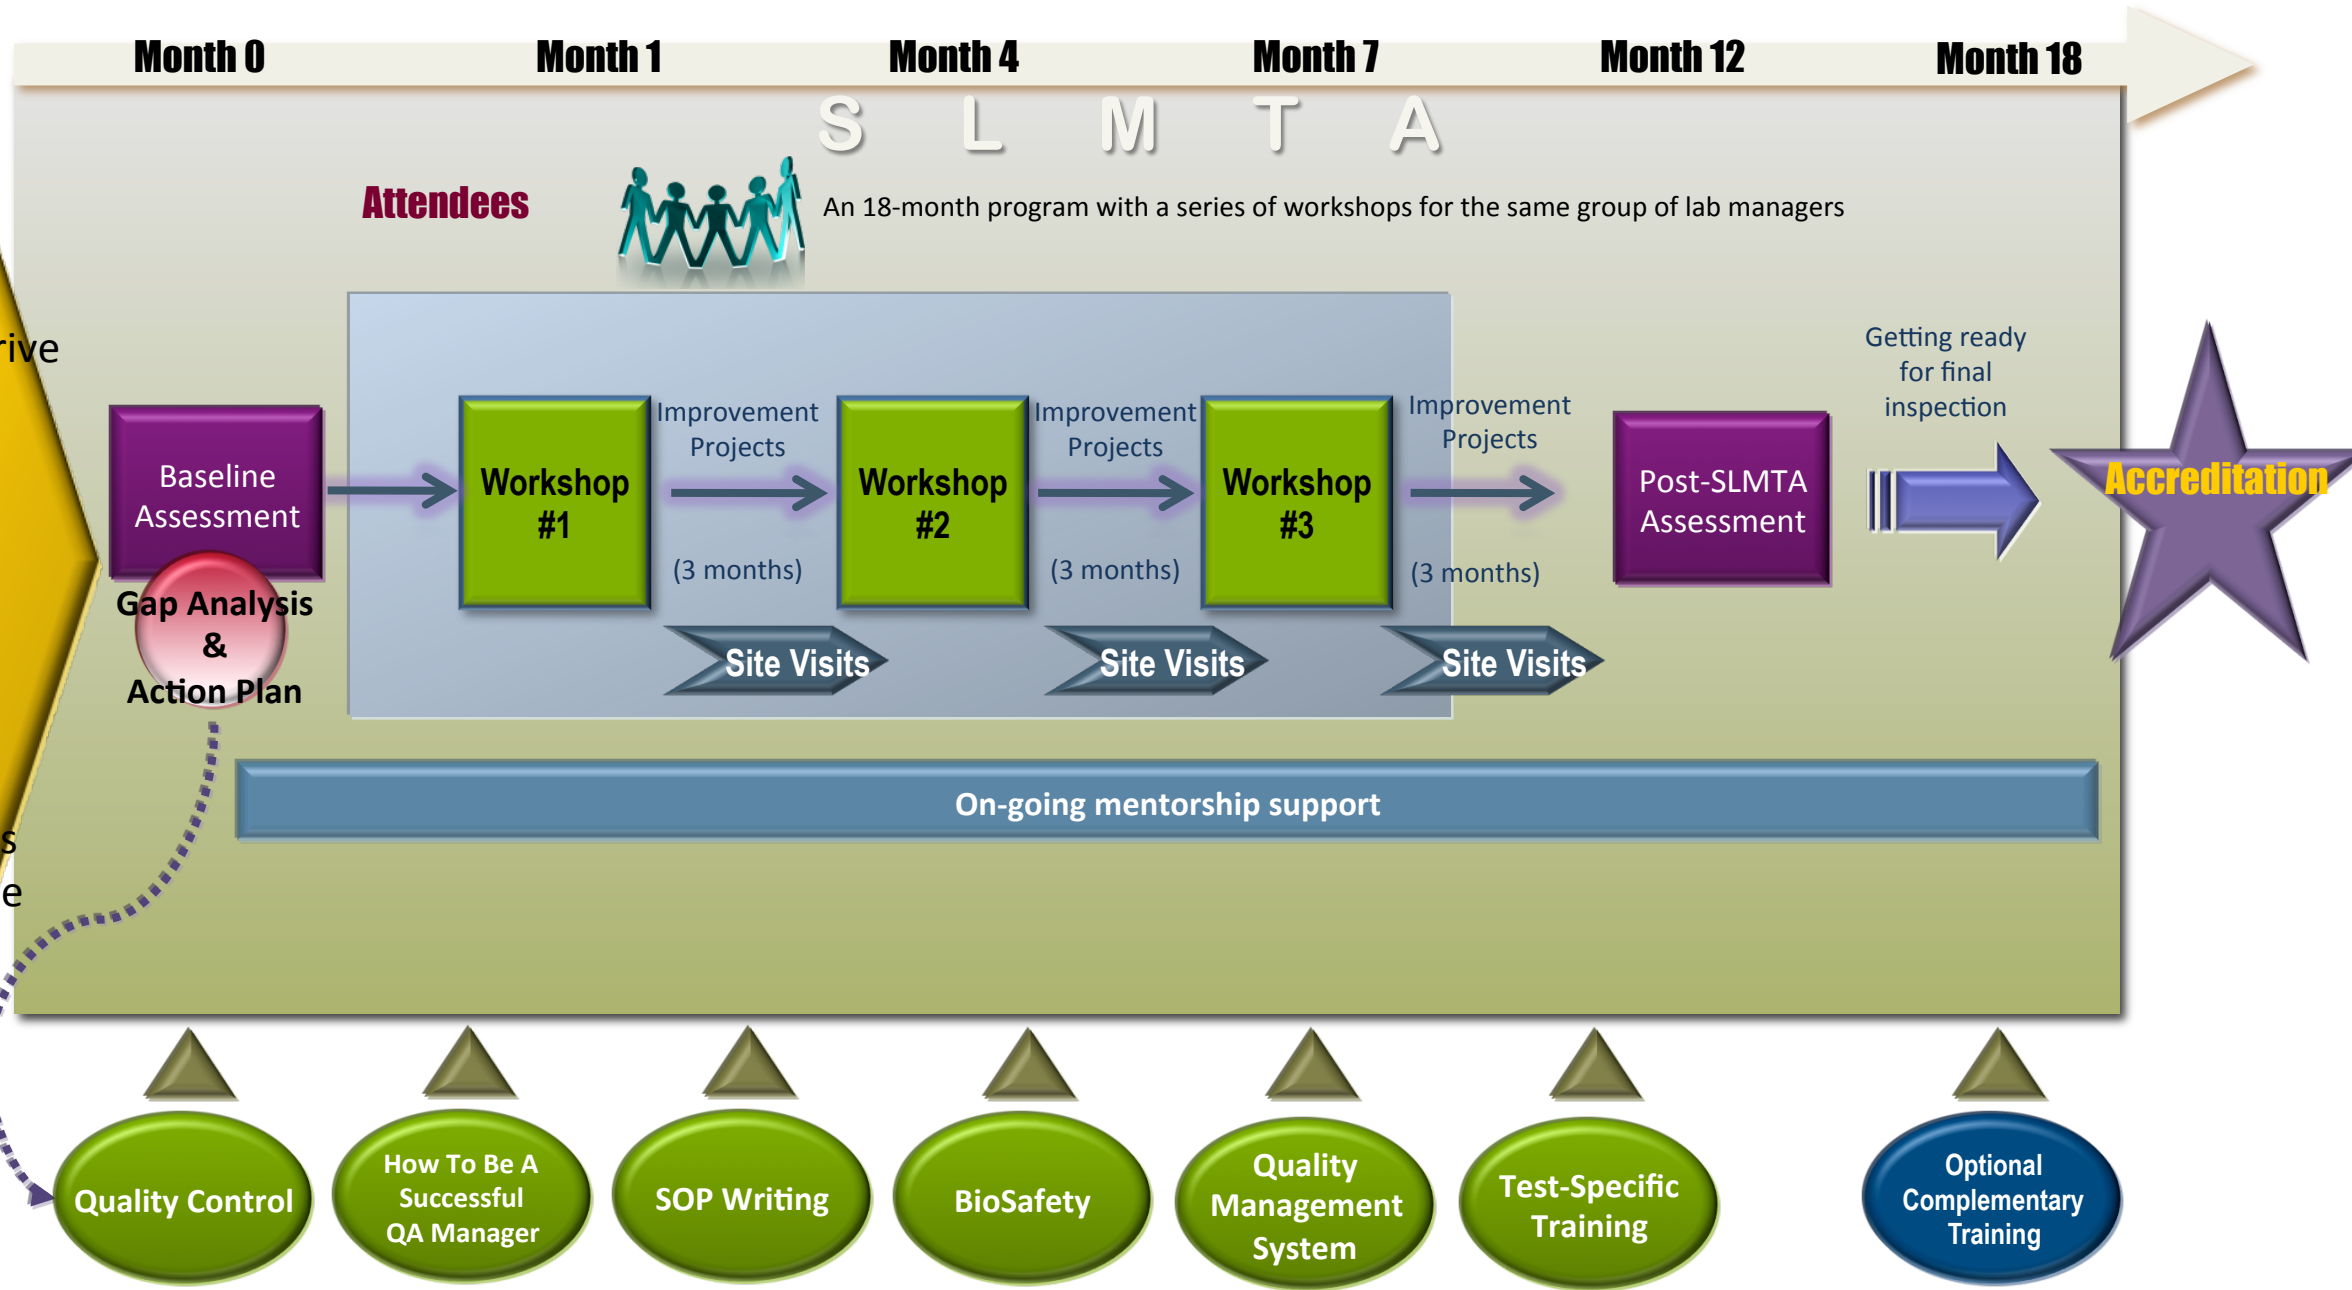 Month 0
Month 1
Month 4
Month 7
Month 12
Month 18
S L M T A
Attendees
An 18-month program with a series of workshops for the same group of lab managers
Baseline
Assessment
Gap Analysis
&
Action Plan
Workshop
#1
Improvement
Projects
(3 months)
Site Visits
Workshop
#2
Improvement
Projects
(3 months)
Site Visits
Workshop
#3
Improvement
Projects
(3 months)
Site Visits
Post-SLMTA
Assessment
Getting ready
for final
inspection
Accreditation
On-going mentorship support
Quality Control
How To Be A
Successful
QA Manager
SOP Writing
BioSafety
Quality
Management
System
Test-Specific
Training
Optional
Complementary
Training